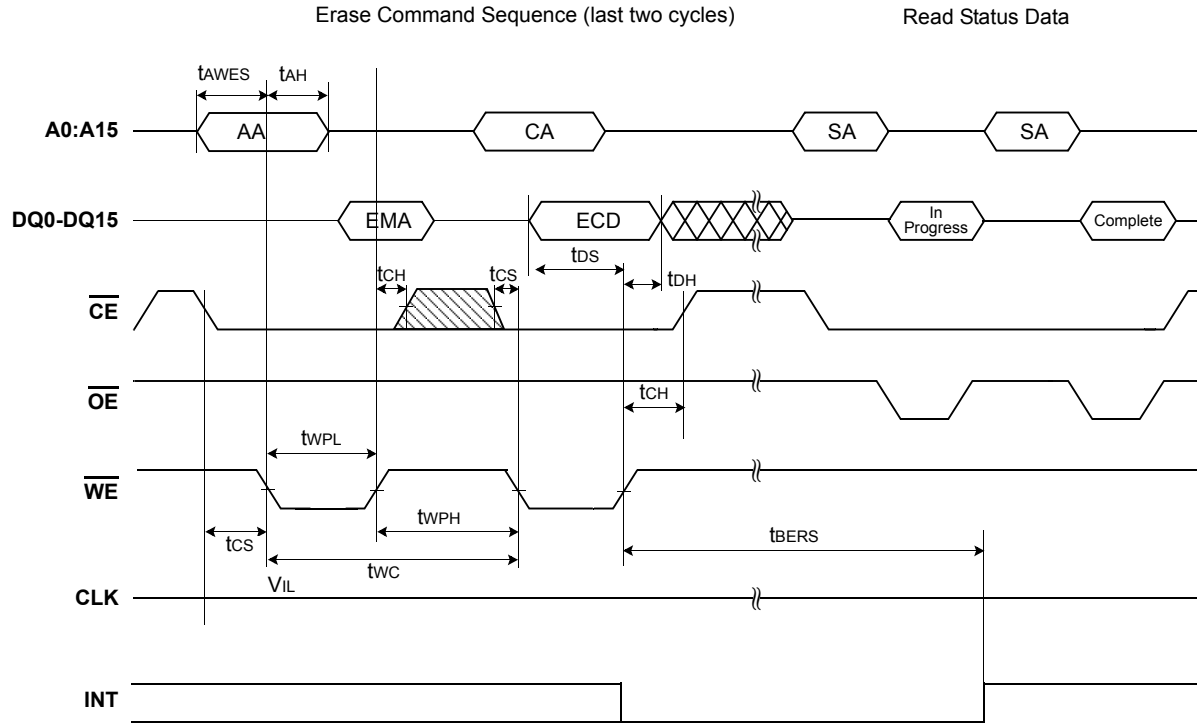 Erase Command Sequence (last two cycles) Read Status Data
tAWES tAH
A0:A15 AA CA SA SA
DQ0-DQ15 EMA ECD In Progress Complete
tDS
tCH tCS tDH
CE
OE
tCH
tWPL
WE
tWPH
tCS tBERS
tWC
VIL
CLK
INT